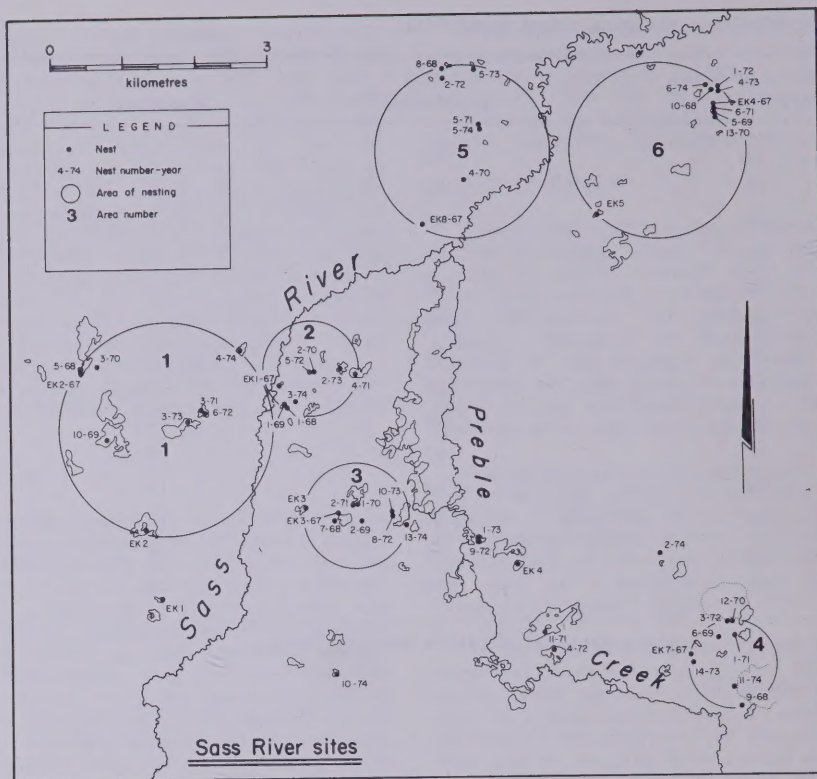 0 3
kilometres
LEGEND
Nest
4-74 Nest number-year
Area of nesting
3 Area number
8-68
5-73
2-72
5-71
5-74
5
4-70
EK8-67
1-72
6-74
4-73
10-68
EK4-67
6-71
5-69
13-70
6
EK5
River
2
2-70
5-72
2-73
4-71
EK1-67
3-74
1-69
1-68
4-74
1
5-68
3-70
EK2-67
3-71
3-73
6-72
1
10-69
EK2
EK1
Sass
3
EK3
2-71
1-70
10-73
EK3-67
7-68
2-69
8-72
13-74
Preble
1-73
9-72
EK4
2-74
11-71
4-72
Creek
12-70
3-72
6-69
4
EK7-67
1-71
14-73
11-74
9-68
10-74
Sass River sites